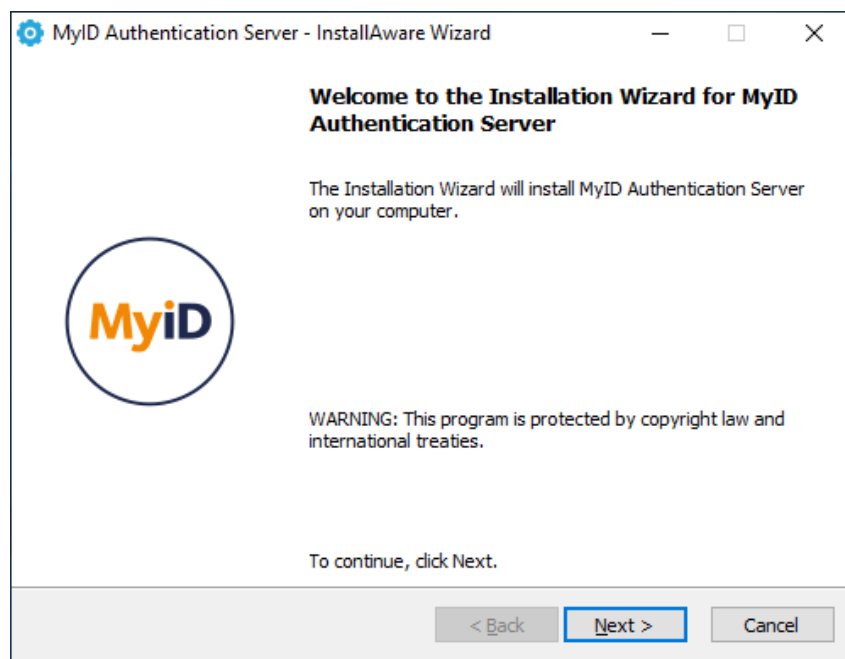 MyID Authentication Server - InstallAware Wizard
Welcome to the Installation Wizard for MyID
Authentication Server
The Installation Wizard will install MyID Authentication Server
on your computer.
MyiD
WARNING: This program is protected by copyright law and
international treaties.
To continue, click Next.
< Back
Next >
Cancel